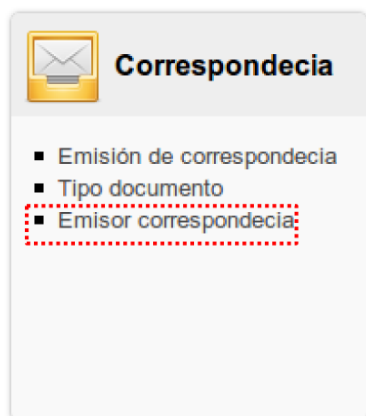 Correspondecia
Emisión de correspondecia
Tipo documento
Emisor correspondecia